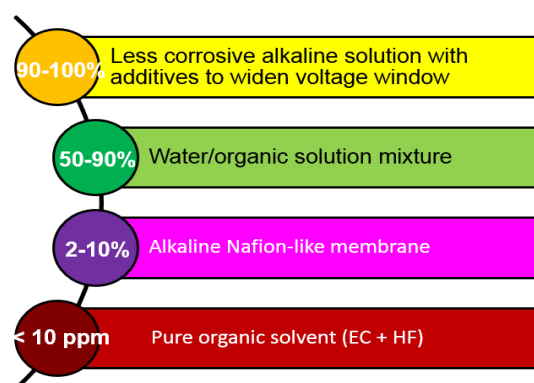 90-100%
Less corrosive alkaline solution with
additives to widen voltage window
50-90%
Water/organic solution mixture
2-10%
Alkaline Nafion-like membrane
< 10 ppm
Pure organic solvent (EC + HF)